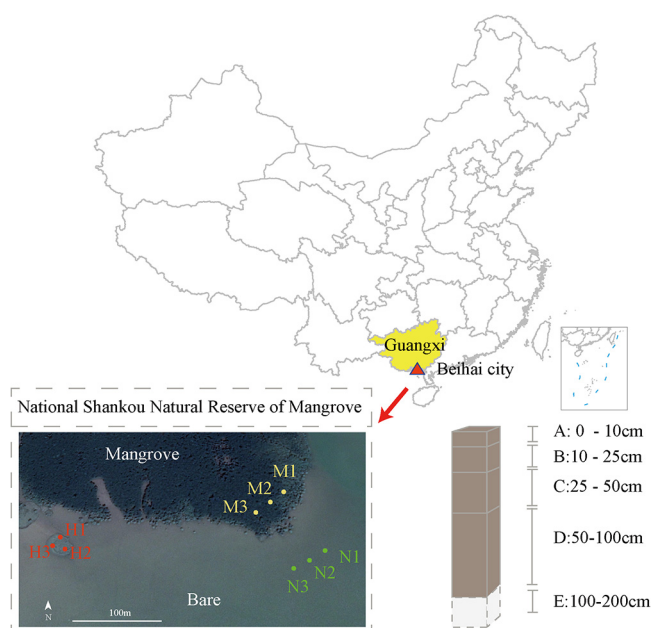 Guangxi
Beihai city
National Shankou Natural Reserve of Mangrove
Mangrove
M1
M2
M3
H1
H3
H2
N1
N2
N3
Bare
N
100m
A: 0 - 10cm
B:10 - 25cm
C:25 - 50cm
D:50-100cm
E:100-200cm